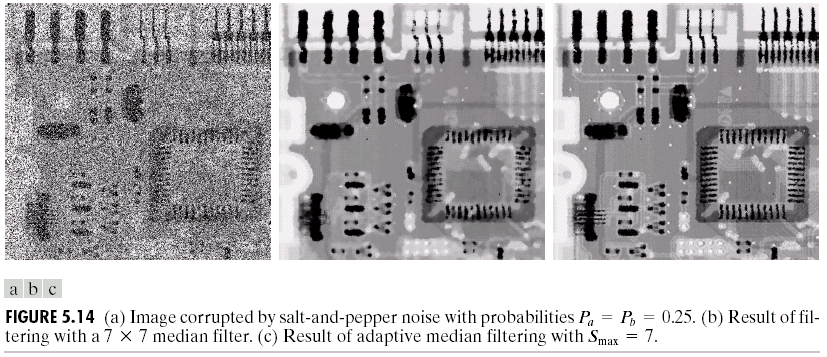 a b c
FIGURE 5.14 (a) Image corrupted by salt-and-pepper noise with probabilities Pₐ = P_b = 0.25. (b) Result of fil-
tering with a 7 × 7 median filter. (c) Result of adaptive median filtering with S_max = 7.